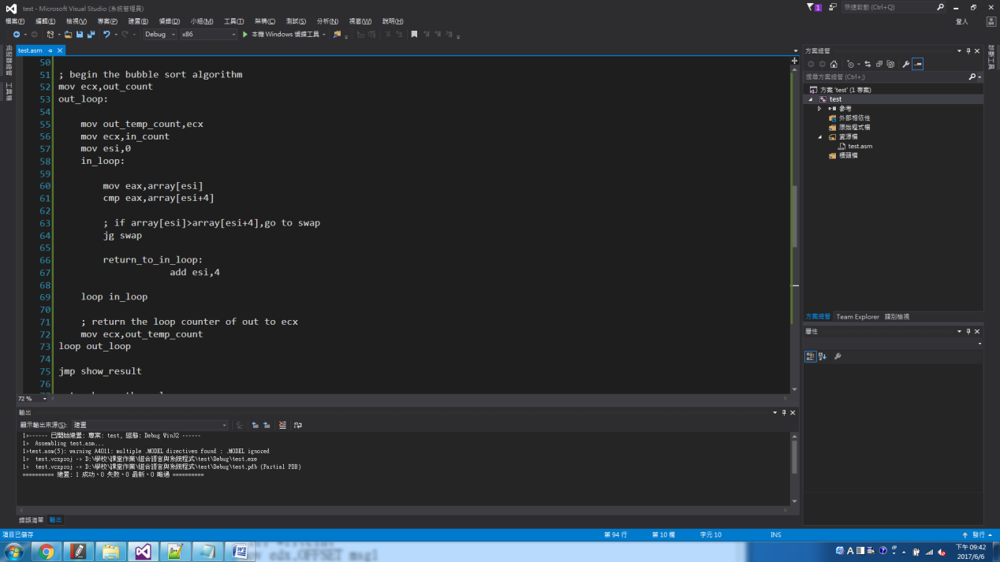 test - Microsoft Visual Studio (系統管理員)
1
快速啟動 (Ctrl+Q)
檔案(F) 編輯(E) 檢視(V) 專案(P) 建置(B) 偵錯(D) 小組(M) 工具(T) 架構(C) 測試(S) 分析(N) 視窗(W) 說明(H)
登入
Debug x86 本機 Windows 偵錯工具
test.asm
50
51 ; begin the bubble sort algorithm
52 mov ecx,out_count
53 out_loop:
54
55 mov out_temp_count,ecx
56 mov ecx,in_count
57 mov esi,0
58 in_loop:
59
60 mov eax,array[esi]
61 cmp eax,array[esi+4]
62
63 ; if array[esi]>array[esi+4],go to swap
64 jg swap
65
66 return_to_in_loop:
67 add esi,4
68
69 loop in_loop
70
71 ; return the loop counter of out to ecx
72 mov ecx,out_temp_count
73 loop out_loop
74
75 jmp show_result
76
72 %
輸出
顯示輸出來源(S): 建置
1>------ 已開始建置: 專案: test, 組態: Debug Win32 ------
1> Assembling test.asm...
1>test.asm(5): warning A4011: multiple .MODEL directives found : .MODEL ignored
1> test.vcxproj -> D:\學校\課堂作業\組合語言與系統程式\test\Debug\test.exe
1> test.vcxproj -> D:\學校\課堂作業\組合語言與系統程式\test\Debug\test.pdb (Partial PDB)
========== 建置: 1 成功、0 失敗、0 最新、0 略過 ==========
錯誤清單 輸出
方案總管
搜尋方案總管 (Ctrl+;)
方案 'test' (1 專案)
test
參考
外部相依性
原始程式檔
資源檔
test.asm
標頭檔
方案總管 Team Explorer 類別檢視
屬性
項目已儲存
第 94 行 第 10 欄 字元 10 INS
發行
edx,OFFSET msg1
下午 09:42
2017/6/6